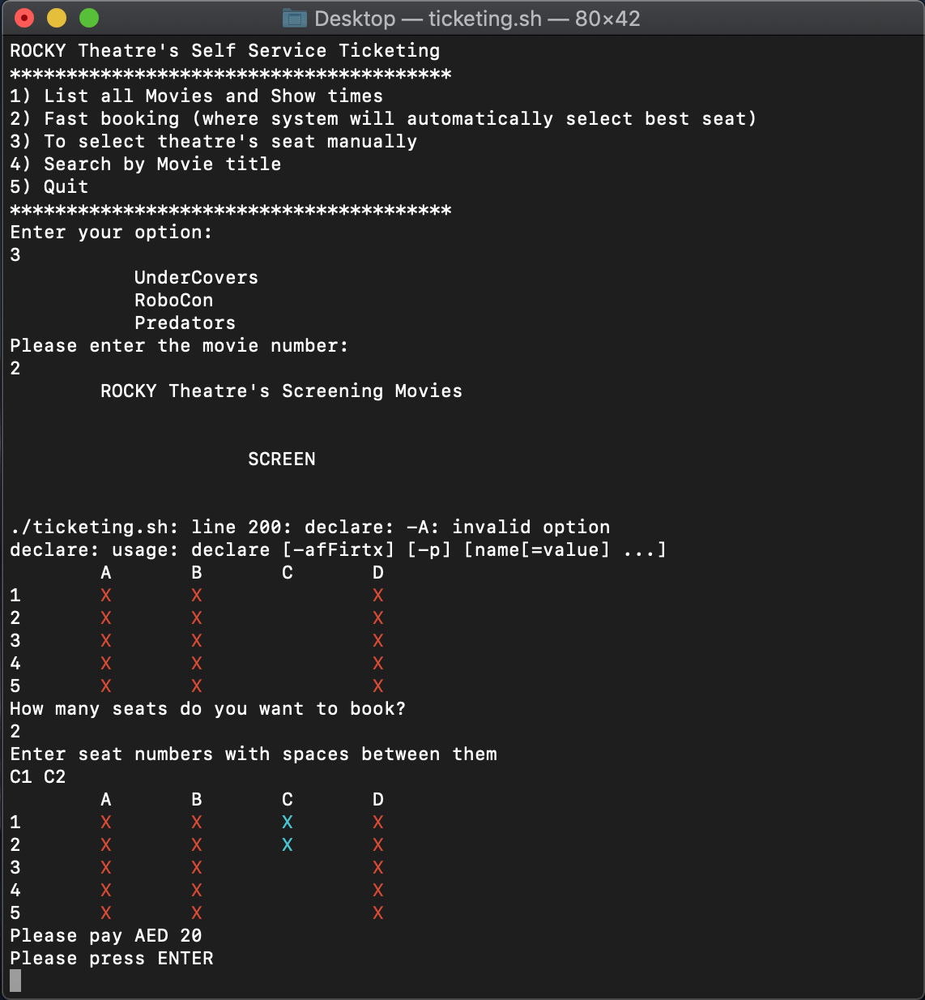 Desktop — ticketing.sh — 80×42
ROCKY Theatre's Self Service Ticketing
***************************************
1) List all Movies and Show times
2) Fast booking (where system will automatically select best seat)
3) To select theatre's seat manually
4) Search by Movie title
5) Quit
***************************************
Enter your option:
3
UnderCovers
RoboCon
Predators
Please enter the movie number:
2
ROCKY Theatre's Screening Movies
SCREEN
./ticketing.sh: line 200: declare: -A: invalid option
declare: usage: declare [-afFirtx] [-p] [name[=value] ...]
A B C D
1 X X X
2 X X X
3 X X X
4 X X X
5 X X X
How many seats do you want to book?
2
Enter seat numbers with spaces between them
C1 C2
A B C D
1 X X X X
2 X X X X
3 X X X
4 X X X
5 X X X
Please pay AED 20
Please press ENTER